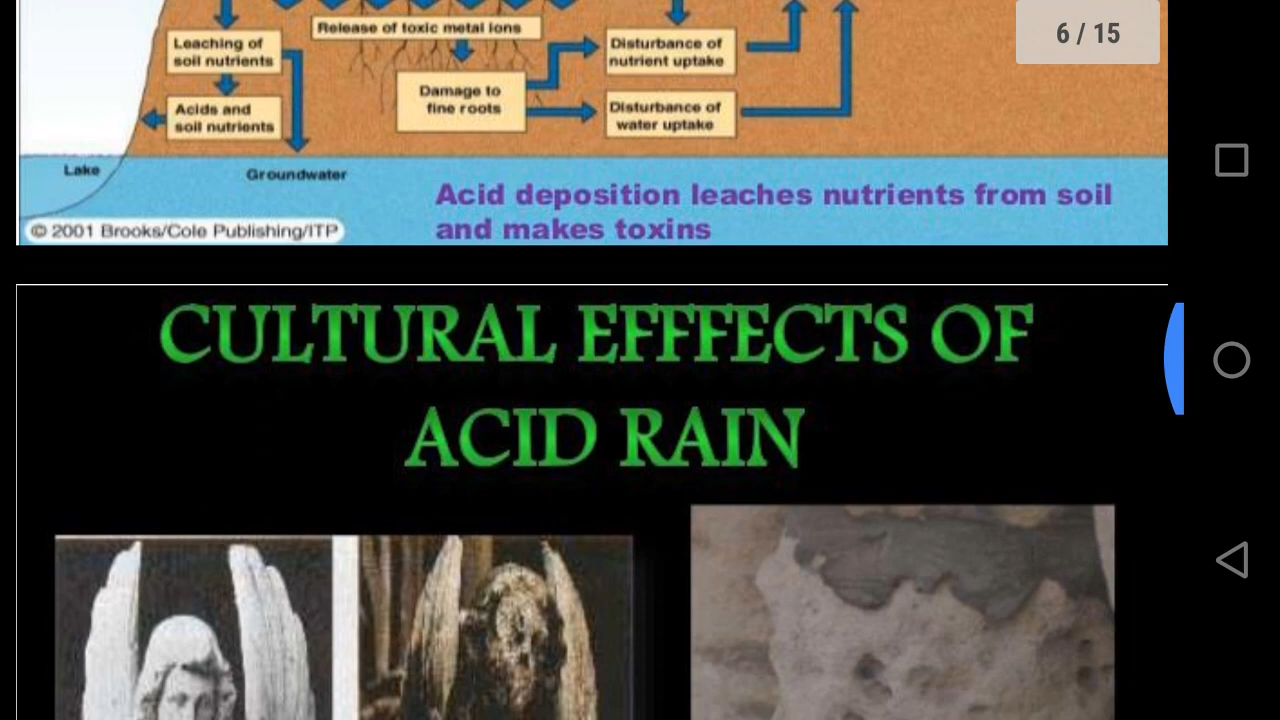 6 / 15
Release of toxic metal ions
Leaching of
soil nutrients
Disturbance of
nutrient uptake
Damage to
fine roots
Acids and
soil nutrients
Disturbance of
water uptake
Lake
Groundwater
Acid deposition leaches nutrients from soil
and makes toxins
© 2001 Brooks/Cole Publishing/ITP
CULTURAL EFFFECTS OF
ACID RAIN